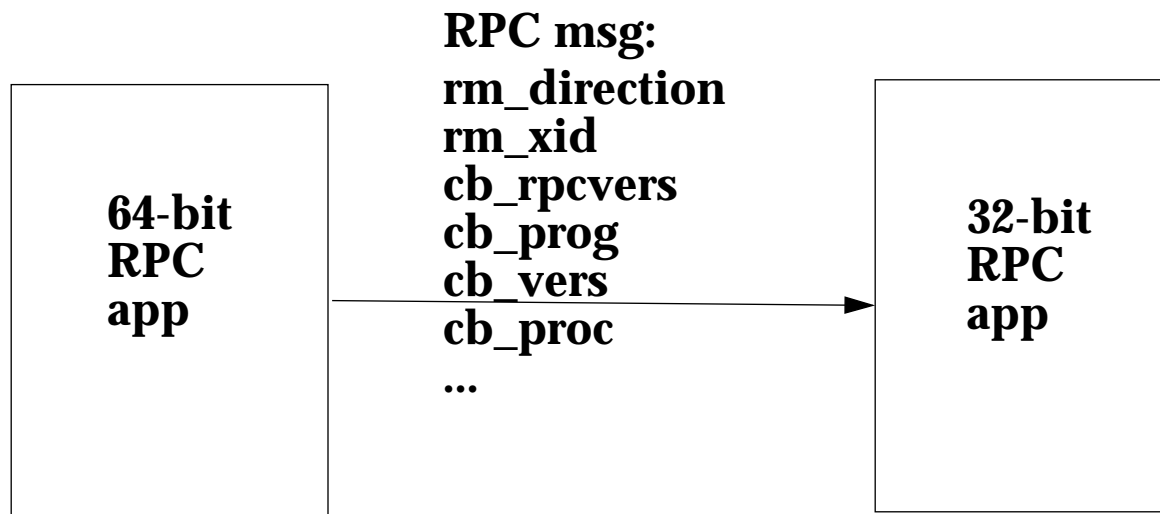 64-bit
RPC
app
RPC msg:
rm_direction
rm_xid
cb_rpcvers
cb_prog
cb_vers
cb_proc
...
32-bit
RPC
app